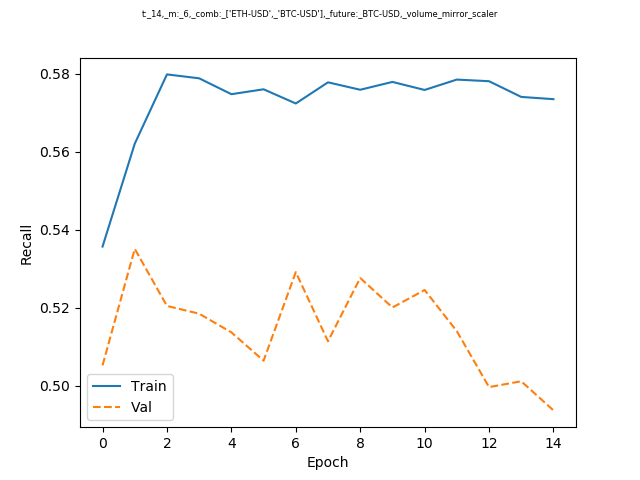 t:_14,_m:_6,_comb:_['ETH-USD',_'BTC-USD'],_future:_BTC-USD,_volume_mirror_scaler
0.58
0.56
0.54
0.52
0.50
Recall
Train
Val
0 2 4 6 8 10 12 14
Epoch